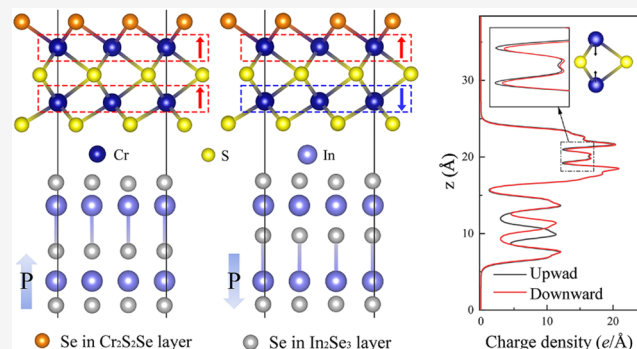 Cr
S
In
P
P
Se in Cr2S2Se layer
Se in In2Se3 layer
z (Å)
30
20
10
0
Upwad
Downward
0
10
20
Charge density (e/Å)